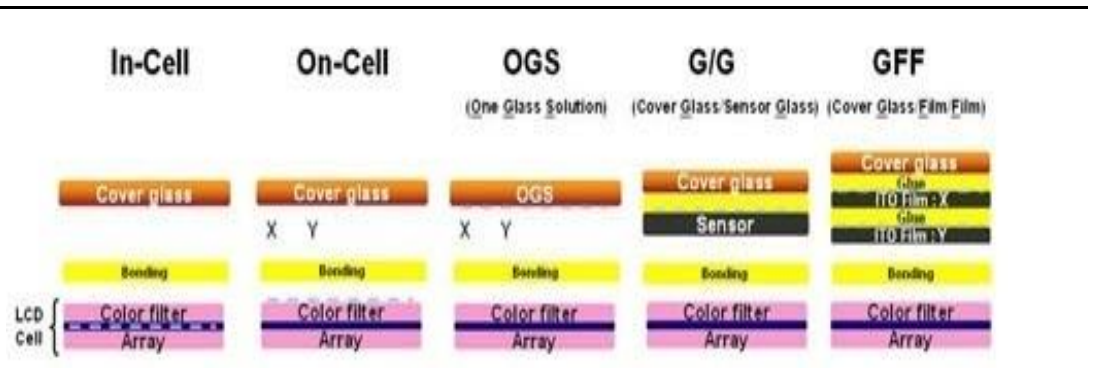 In-Cell
On-Cell
OGS
(One Glass Solution)
G/G
(Cover Glass/Sensor Glass)
GFF
(Cover Glass Film/Film)
Cover glass
Bonding
LCD Cell
Color filter
Array
Cover glass
X Y
Bonding
Color filter
Array
OGS
X Y
Bonding
Color filter
Array
Cover glass
Sensor
Bonding
Color filter
Array
Cover glass
Glue
ITO Film : X
Glue
ITO Film : Y
Bonding
Color filter
Array